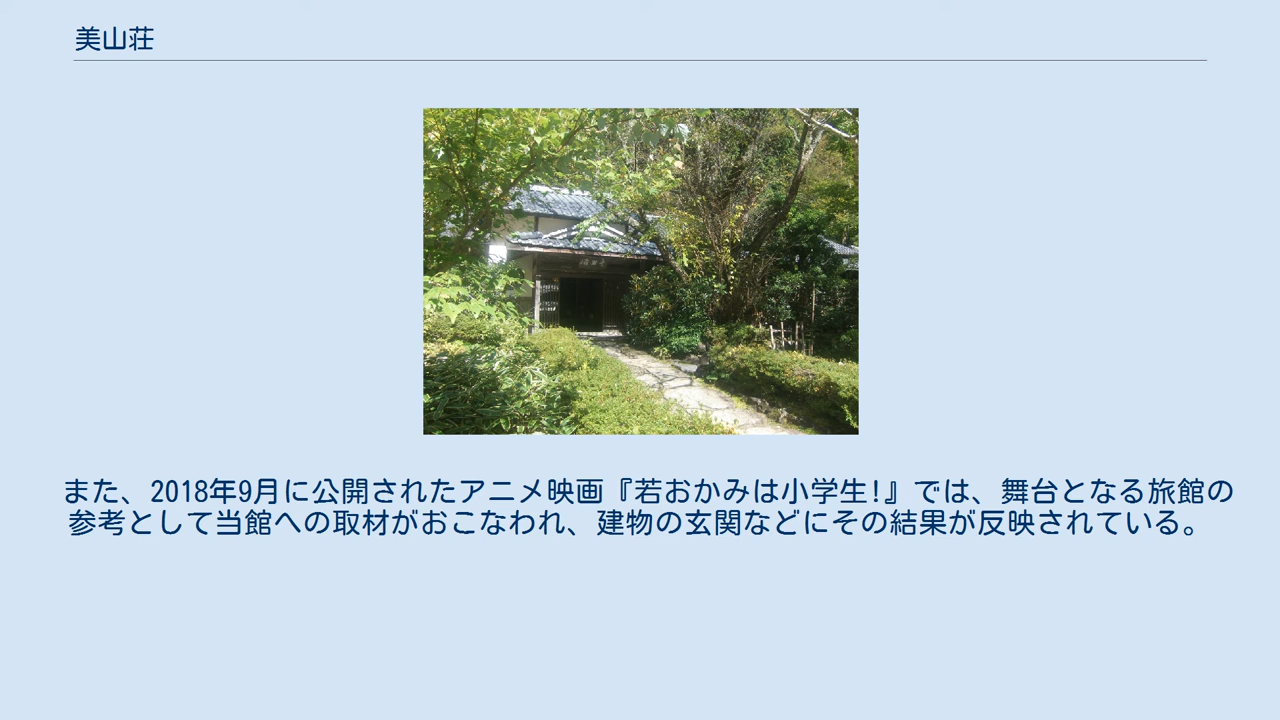 美山荘
また、2018年9月に公開されたアニメ映画『若おかみは小学生!』では、舞台となる旅館の
参考として当館への取材がおこなわれ、建物の玄関などにその結果が反映されている。